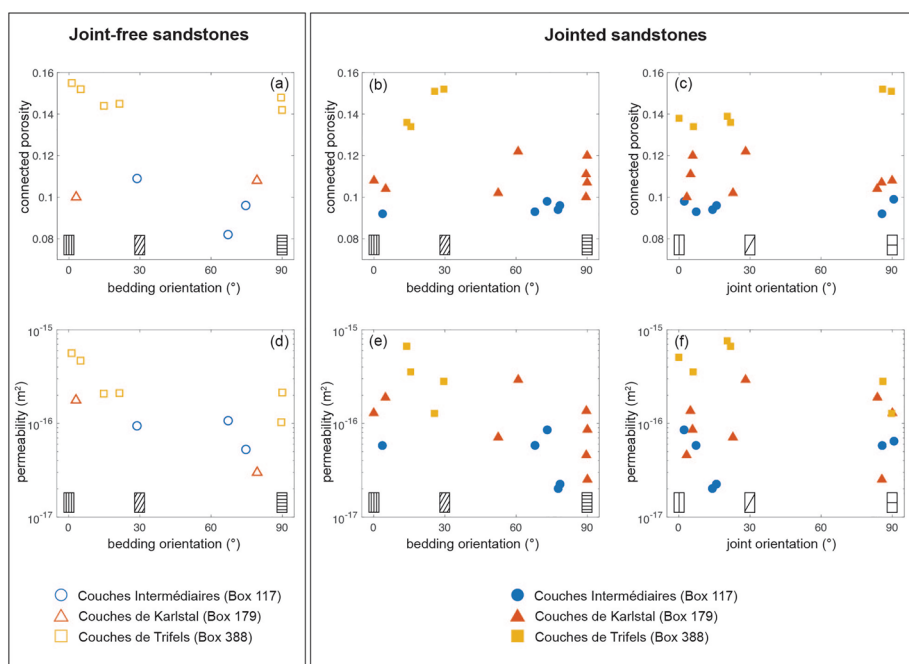 Joint-free sandstones
Jointed sandstones
(a)
connected porosity
0.16
0.14
0.12
0.1
0.08
0
30
60
90
bedding orientation (°)
(b)
connected porosity
0.16
0.14
0.12
0.1
0.08
0
30
60
90
bedding orientation (°)
(c)
connected porosity
0.16
0.14
0.12
0.1
0.08
0
30
60
90
joint orientation (°)
(d)
permeability (m²)
10⁻¹⁵
10⁻¹⁶
10⁻¹⁷
0
30
60
90
bedding orientation (°)
(e)
permeability (m²)
10⁻¹⁵
10⁻¹⁶
10⁻¹⁷
0
30
60
90
bedding orientation (°)
(f)
permeability (m²)
10⁻¹⁵
10⁻¹⁶
10⁻¹⁷
0
30
60
90
joint orientation (°)
Couches Intermédiaires (Box 117)
Couches de Karlstal (Box 179)
Couches de Trifels (Box 388)
Couches Intermédiaires (Box 117)
Couches de Karlstal (Box 179)
Couches de Trifels (Box 388)